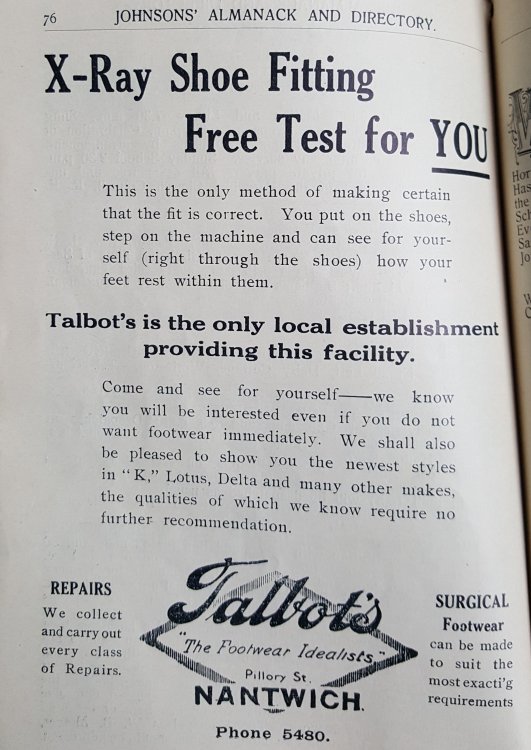 76 JOHNSONS' ALMANACK AND DIRECTORY.
X-Ray Shoe Fitting
Free Test for YOU
This is the only method of making certain
that the fit is correct. You put on the shoes,
step on the machine and can see for your-
self (right through the shoes) how your
feet rest within them.
Talbot's is the only local establishment
providing this facility.
Come and see for yourself—we know
you will be interested even if you do not
want footwear immediately. We shall also
be pleased to show you the newest styles
in "K," Lotus, Delta and many other makes,
the qualities of which we know require no
further recommendation.
REPAIRS
We collect
and carry out
every class
of Repairs.
Talbot's
"The Footwear Idealists"
Pillory St.
NANTWICH.
Phone 5480.
SURGICAL
Footwear
can be made
to suit the
most exacti'g
requirements
Hor
Has
the
Sch
Ev
Sa
Jo